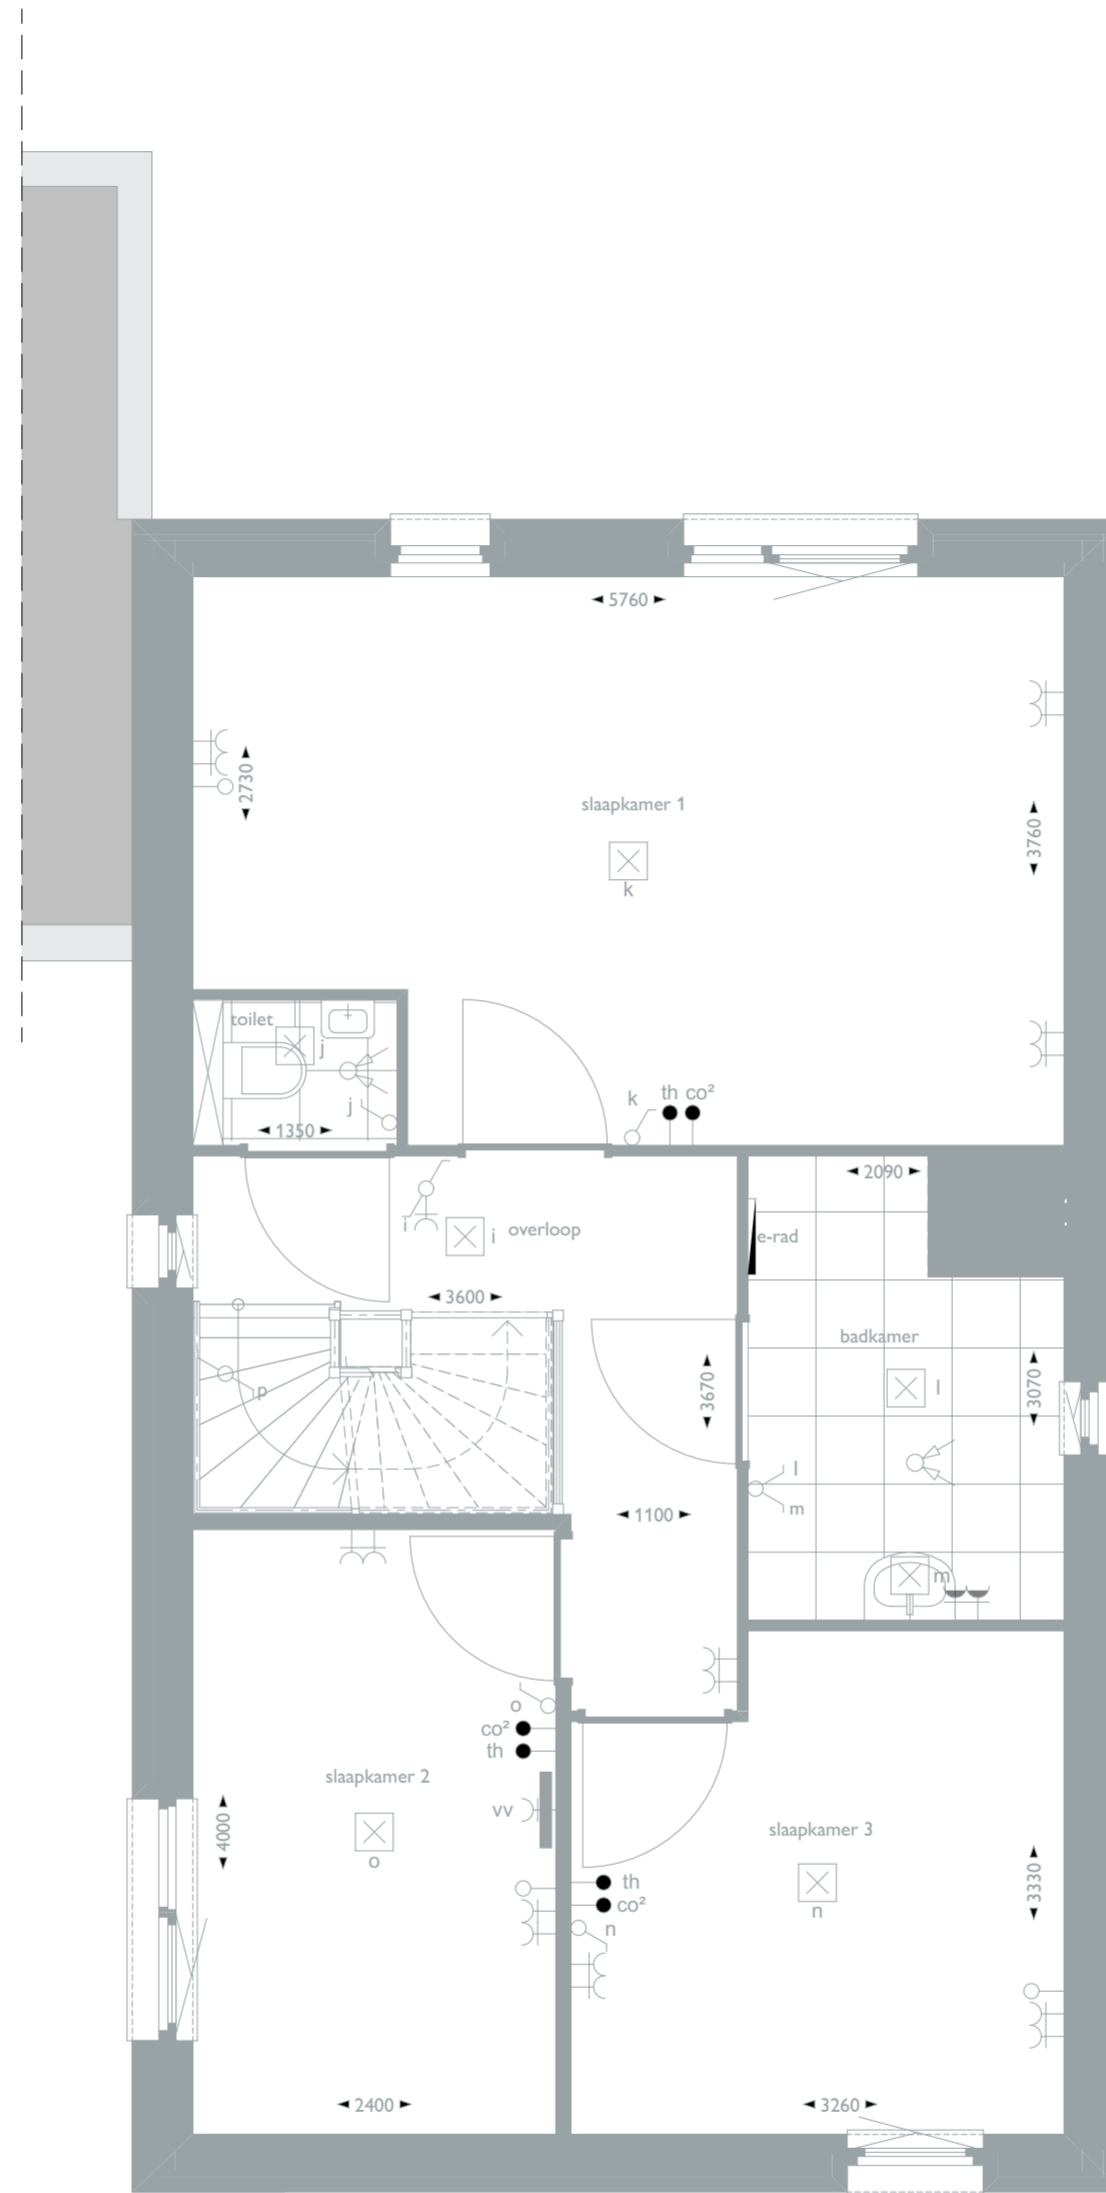 5760
2730
slaapkamer 1
3760
k
toilet
j
j
1350
k
th co²
2090
i
i
overloop
e-rad
3600
badkamer
p
3670
l
3070
l
m
1100
m
o
co²
th
slaapkamer 2
vv
4000
o
slaapkamer 3
th
co²
n
n
3330
2400
3260